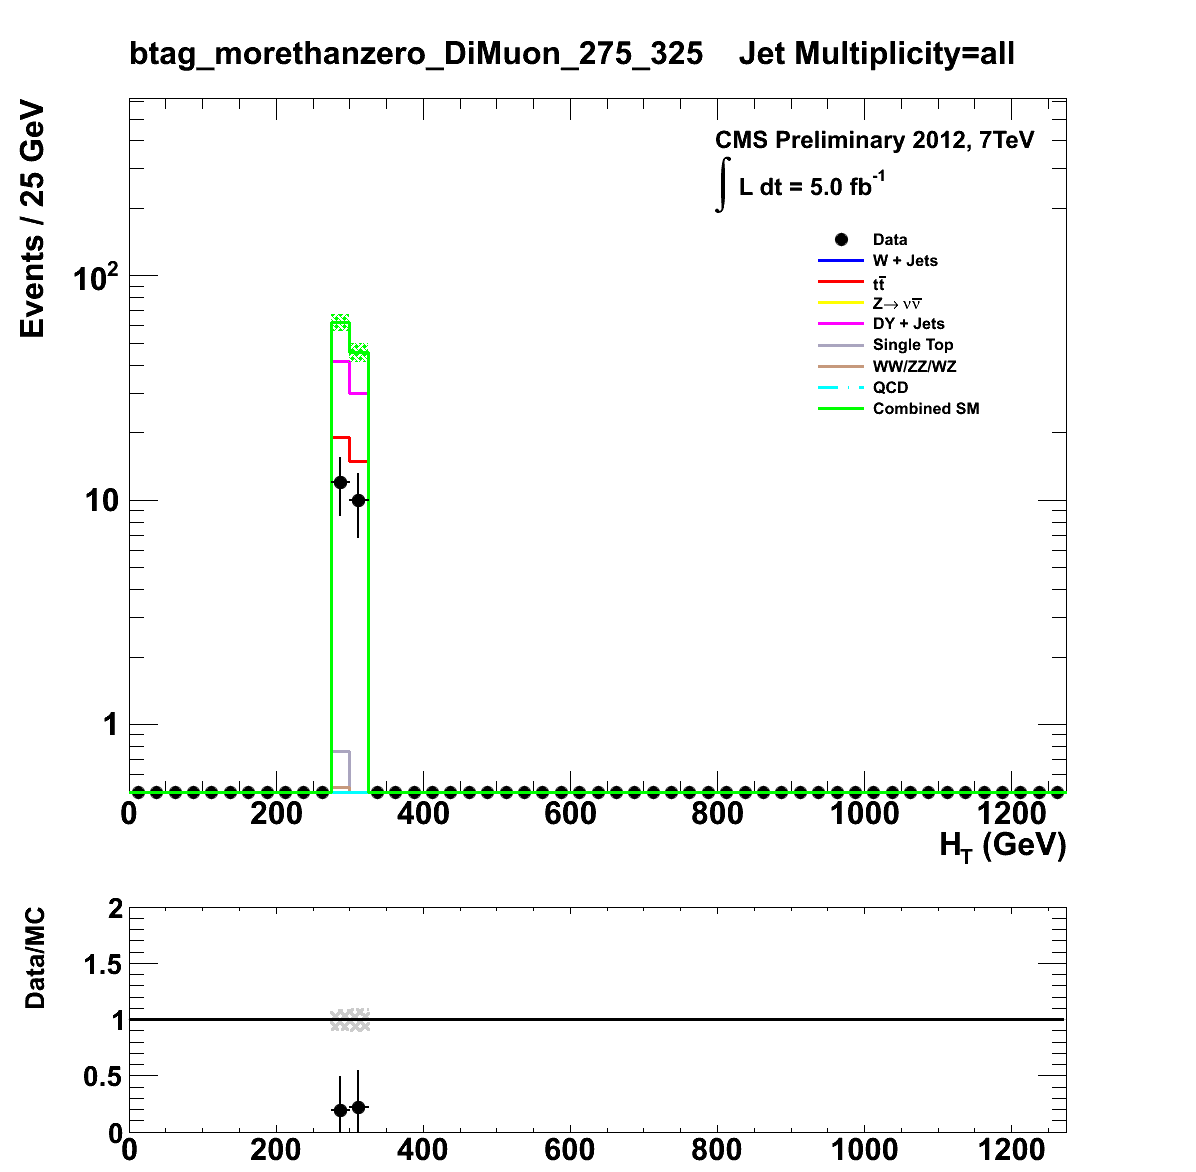 btag_morethanzero_DiMuon_275_325 Jet Multiplicity=all
Events / 25 GeV
CMS Preliminary 2012, 7TeV
∫ L dt = 5.0 fb⁻¹
Data
W + Jets
tt̅
Z→ νν̅
DY + Jets
Single Top
WW/ZZ/WZ
QCD
Combined SM
10²
10
1
0 200 400 600 800 1000 1200
H_T (GeV)
Data/MC
2
1.5
1
0.5
0
0 200 400 600 800 1000 1200